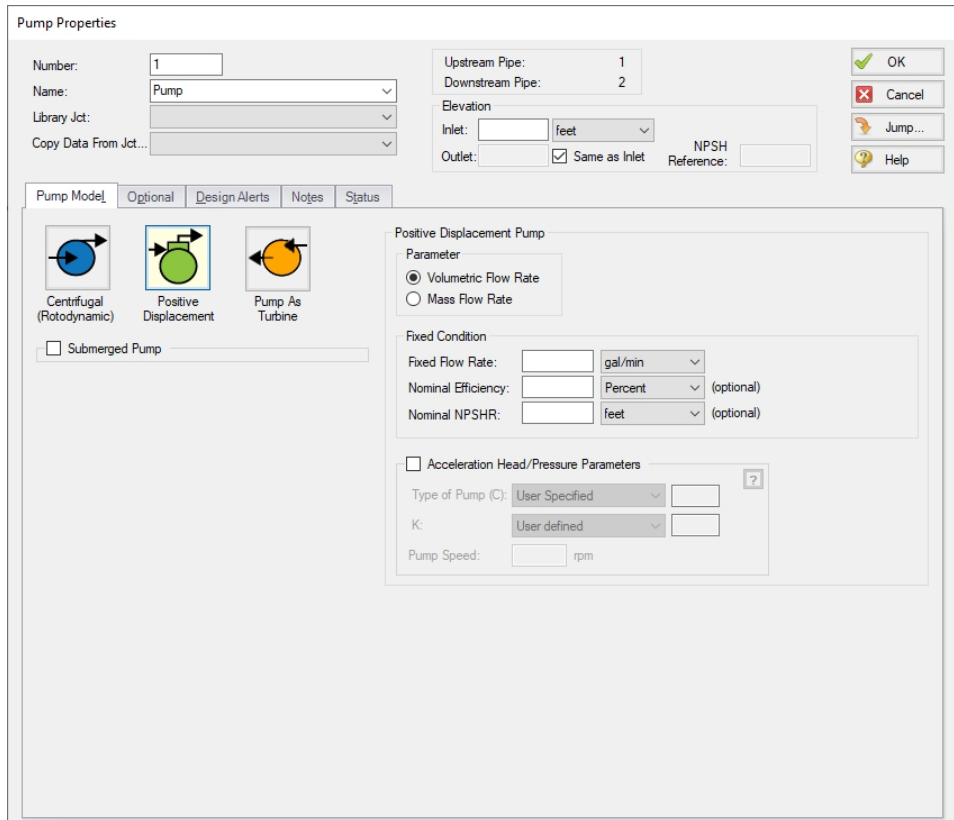 Pump Properties
Number: 1
Name: Pump
Library Jct:
Copy Data From Jct...
Upstream Pipe: 1
Downstream Pipe: 2
Elevation
Inlet: feet
Outlet: Same as Inlet
NPSH
Reference:
OK
Cancel
Jump...
Help
Pump Model
Optional
Design Alerts
Notes
Status
Centrifugal
(Rotodynamic)
Positive
Displacement
Pump As
Turbine
Submerged Pump
Positive Displacement Pump
Parameter
Volumetric Flow Rate
Mass Flow Rate
Fixed Condition
Fixed Flow Rate: gal/min
Nominal Efficiency: Percent (optional)
Nominal NPSHR: feet (optional)
Acceleration Head/Pressure Parameters
?
Type of Pump (C): User Specified
K: User defined
Pump Speed: rpm